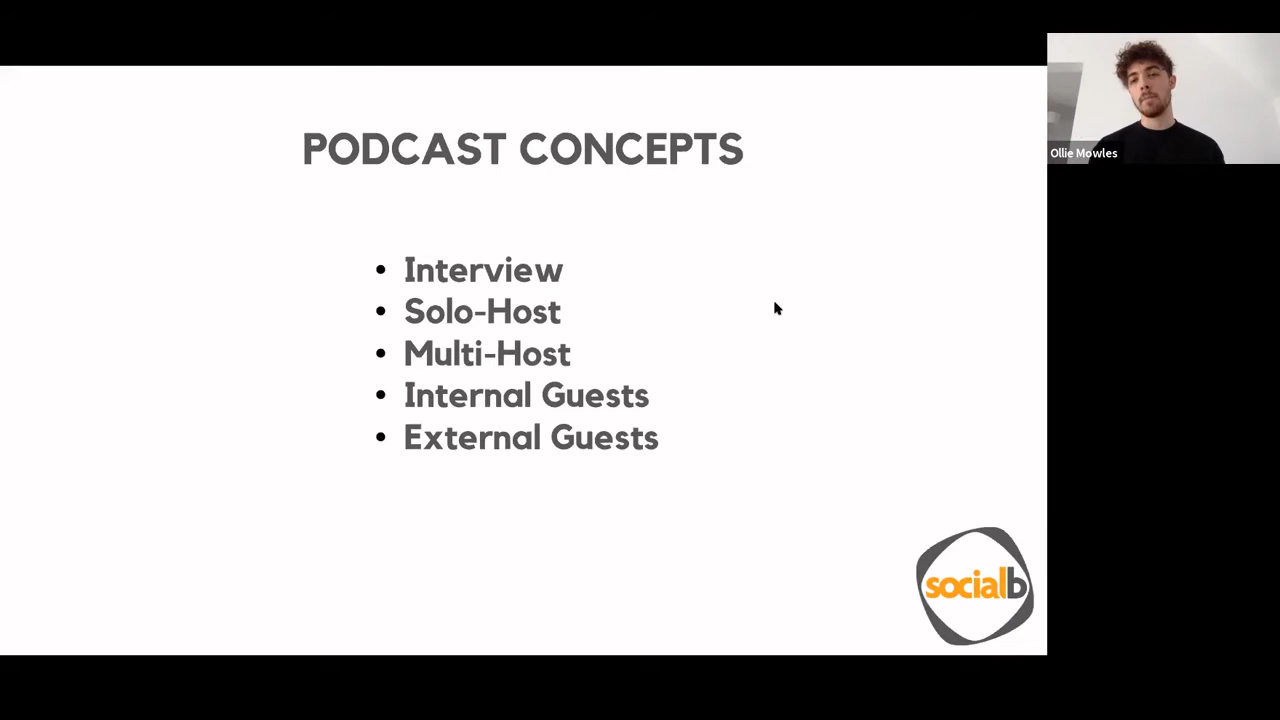 PODCAST CONCEPTS
Interview
Solo-Host
Multi-Host
Internal Guests
External Guests
socialb
Ollie Mowles